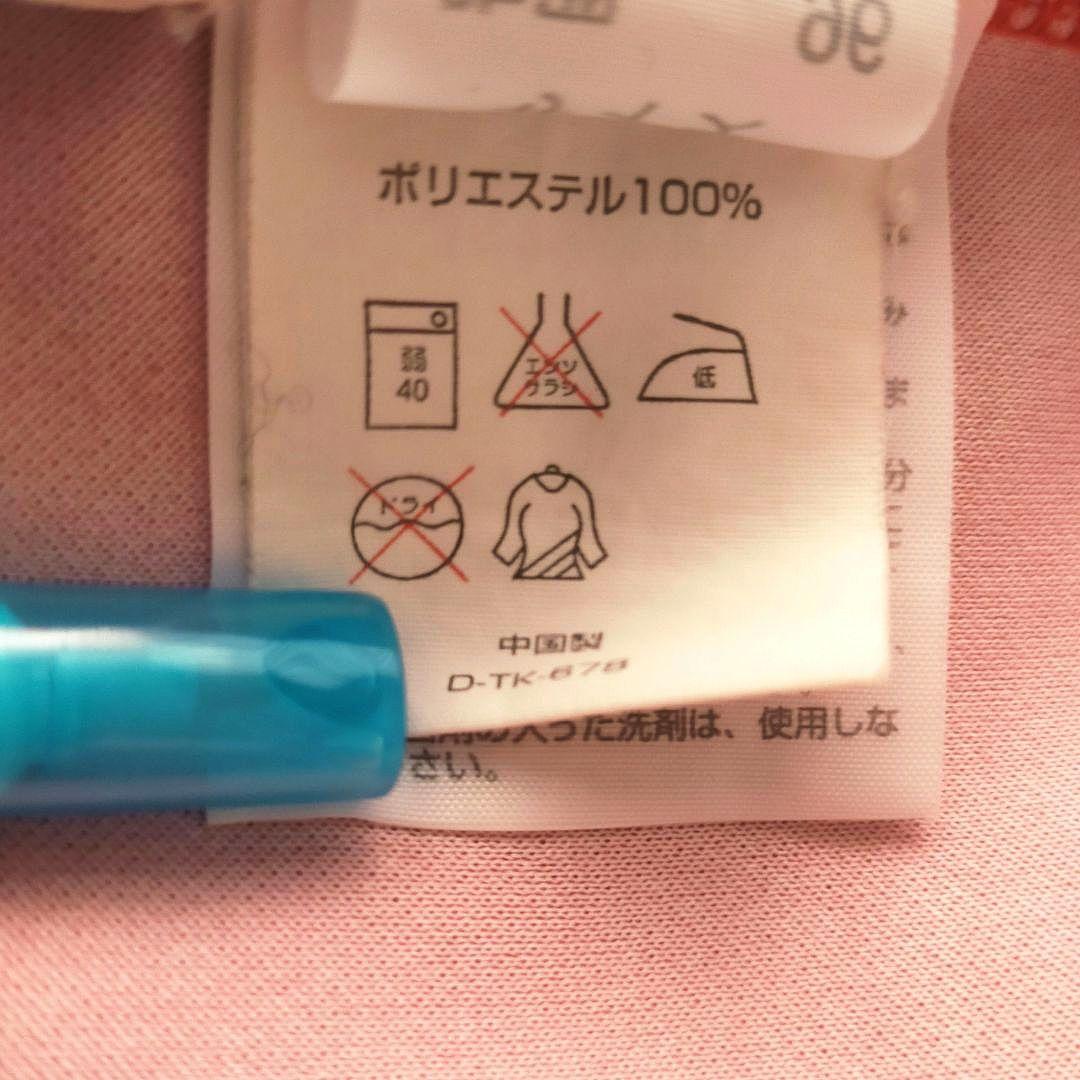 ポリエステル100%
弱
40
エンソ
サラシ
低
ドライ
中国製
D-TK-678
の入った洗剤は、使用しな
さい。